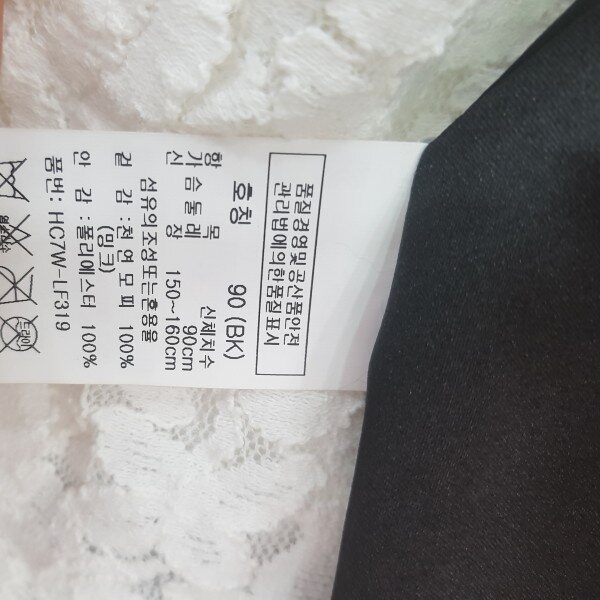 품질경영및공산품안전
관리법에의한품질표시
호칭 90 (BK)
항 목 신체치수
가슴둘레 90cm
신 장 150~160cm
섬유의조성또는혼용율
겉 감 : 천연모피 100%
(밍크)
안 감 : 폴리에스터 100%
품번: HC7W-LF319
드라이